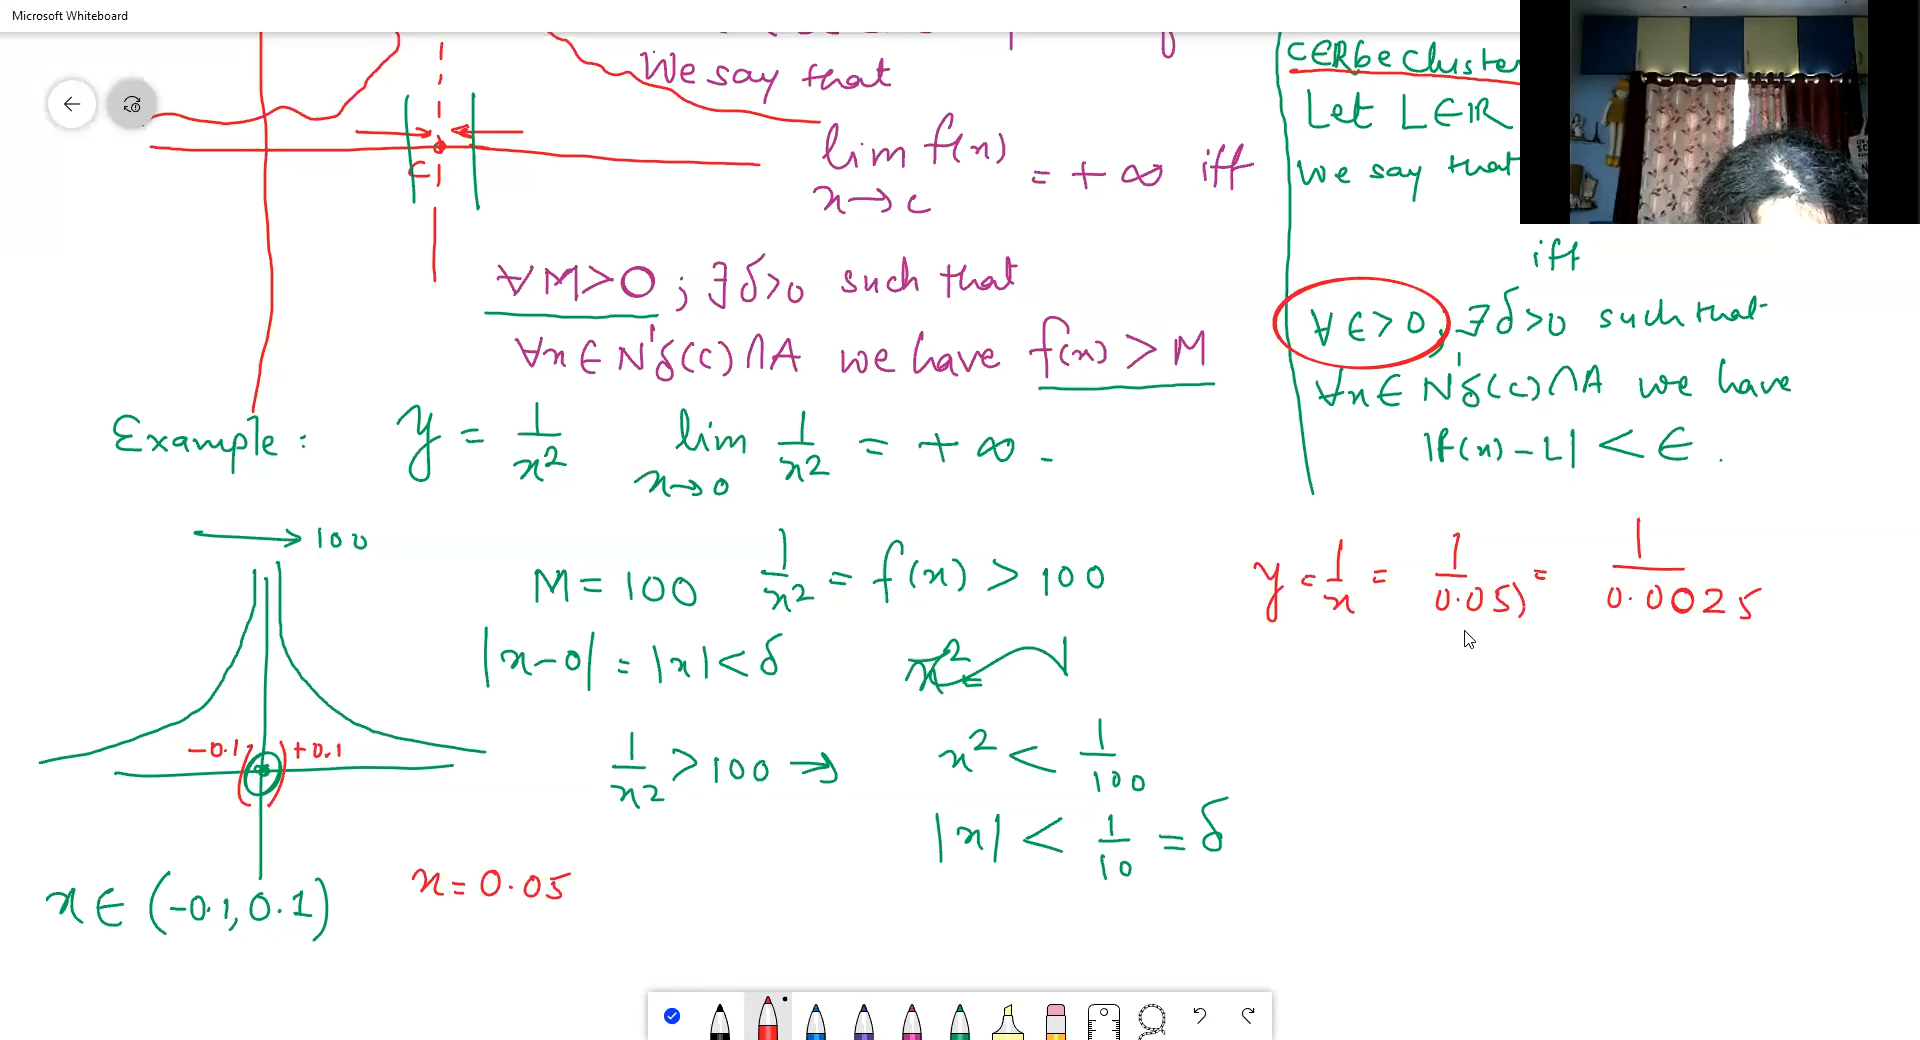 Microsoft Whiteboard
We say that
lim f(x) = + ∞ iff
x→c
C
∀ M>0 ; ∃ δ>0 such that
∀x ∈ N'δ(c) ∩ A we have f(x) > M
CERbe cluster
Let L∈IR
we say that
iff
∀ ∈>0, ∃ δ>0 such that
∀x ∈ N'δ(c) ∩ A we have
|f(x) - L| < ∈ .
Example : y = 1/x2 lim x→0 1/x2 = + ∞ .
→ 100
M = 100 1/x2 = f(x) > 100
|x-0| = |x| < δ x2 =
1/x2 > 100 → x2 < 1/100
|x| < 1/10 = δ
-0.1 +0.1
x ∈ (-0.1, 0.1) x = 0.05
y = 1/x = 1/0.05) = 1/0.0025